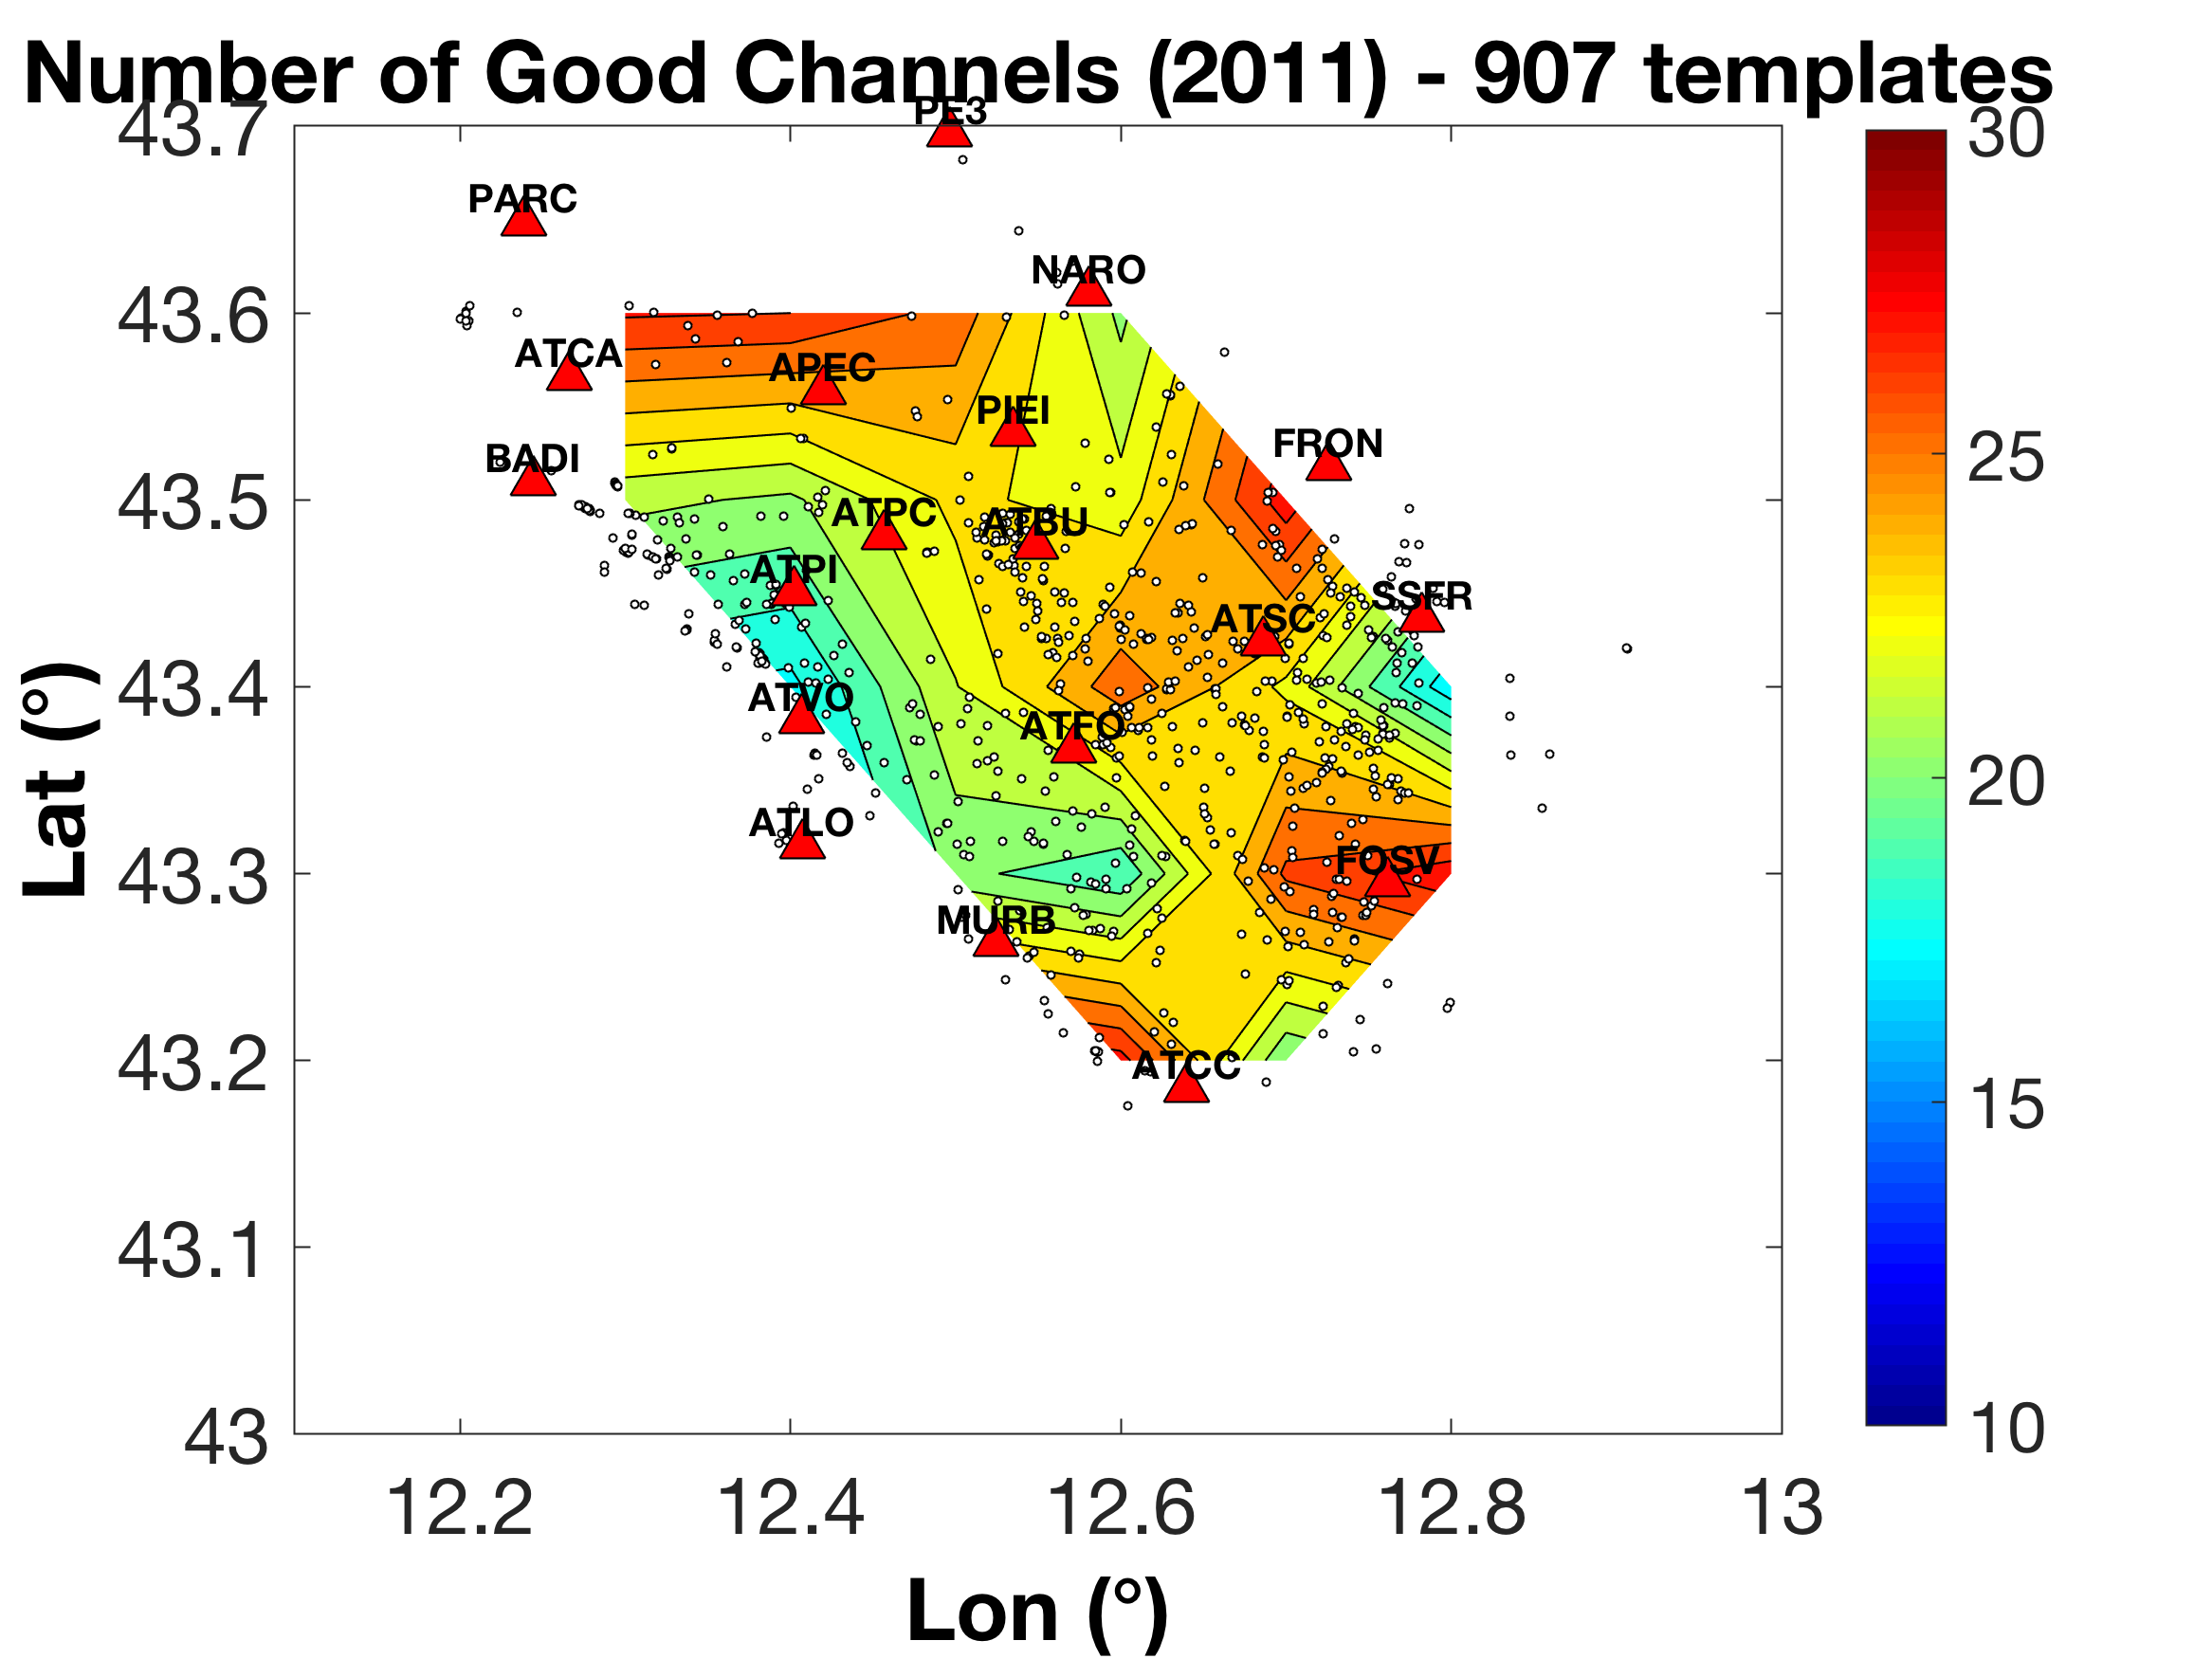 Number of Good Channels (2011) - 907 templates
PE3
43.7
30
PARC
NARO
43.6
ATCA
APEC
PIEI
FRON
BADI
25
43.5
ATPC
ATBU
ATPI
SSFR
ATSC
43.4
ATVO
ATFO
20
ATLO
43.3
FOSV
MURB
43.2
ATCC
15
43.1
43
10
12.2
12.4
12.6
12.8
13
Lat (°)
Lon (°)